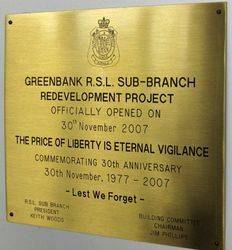 GREENBANK R.S.L. SUB-BRANCH
REDEVELOPMENT PROJECT
OFFICIALLY OPENED ON
30th November 2007
THE PRICE OF LIBERTY IS ETERNAL VIGILANCE
COMMEMORATING 30th ANNIVERSARY
30th November, 1977 - 2007
- Lest We Forget -
R.S.L. SUB BRANCH
PRESIDENT
KEITH WOODS
BUILDING COMMITTEE
CHAIRMAN
JIM PHILLIPS